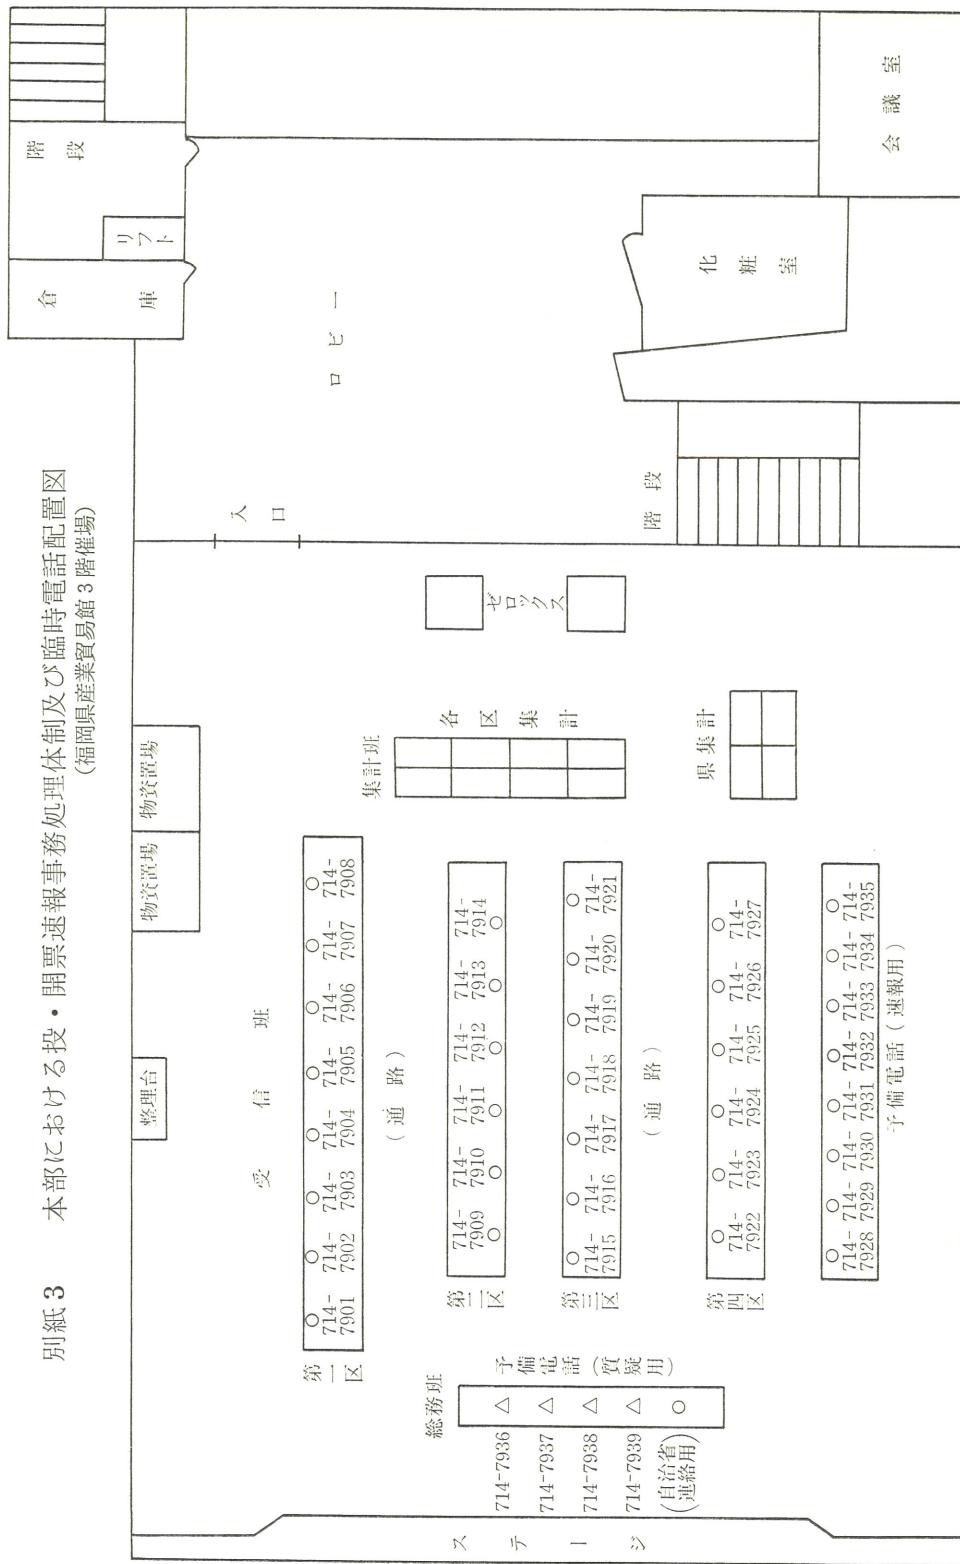 別紙3　本部における投・開票速報事務処理体制及び臨時電話配置図
(福岡県産業貿易館3階催場)
階段
リフト
倉庫
ロビー
入口
会議室
化粧室
階段
物資置場
物資置場
整理台
ゼロックス
集計班
各区集計
県集計
受信班
第一区
714-7901
714-7902
714-7903
714-7904
714-7905
714-7906
714-7907
714-7908
(通路)
第二区
714-7909
714-7910
714-7911
714-7912
714-7913
714-7914
第三区
714-7915
714-7916
714-7917
714-7918
714-7919
714-7920
714-7921
(通路)
第四区
714-7922
714-7923
714-7924
714-7925
714-7926
714-7927
714-7928
714-7929
714-7930
714-7931
714-7932
714-7933
714-7934
714-7935
予備電話(速報用)
総務班
予備電話(質疑用)
714-7936
714-7937
714-7938
714-7939
(自治省連絡用)
ステージ